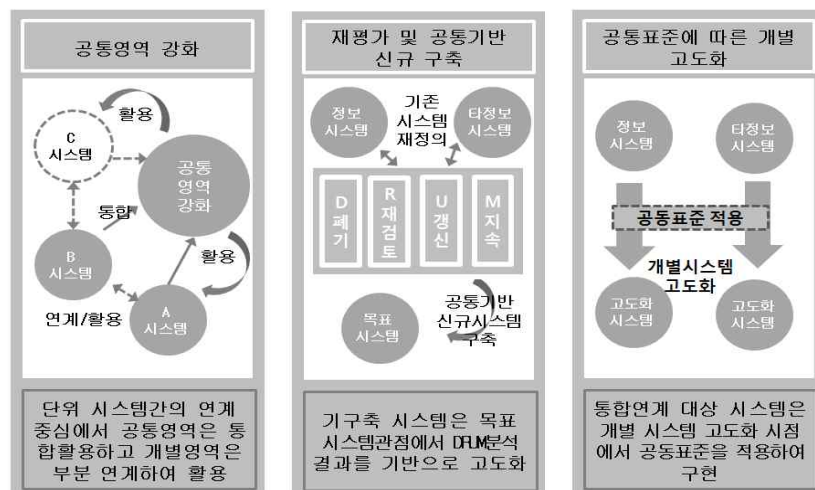 공통영역 강화
C
시스템
활용
공통
영역
강화
통합
B
시스템
활용
A
시스템
연계/활용
단위 시스템간의 연계
중심에서 공통영역은 통
합활용하고 개별영역은
부분 연계하여 활용
재평가 및 공통기반
신규 구축
정보
시스템
기존
시스템
재정의
타정보
시스템
D
폐기
R
재검토
U
갱신
M
지속
목표
시스템
공통기반
신규시스템
구축
기구축 시스템은 목표
시스템관점에서 DRUM분석
결과를 기반으로 고도화
공통표준에 따른 개별
고도화
정보
시스템
타정보
시스템
공동표준 적용
개별시스템
고도화
고도화
시스템
고도화
시스템
통합연계 대상 시스템은
개별 시스템 고도화 시점
에서 공동표준을 적용하여
구현